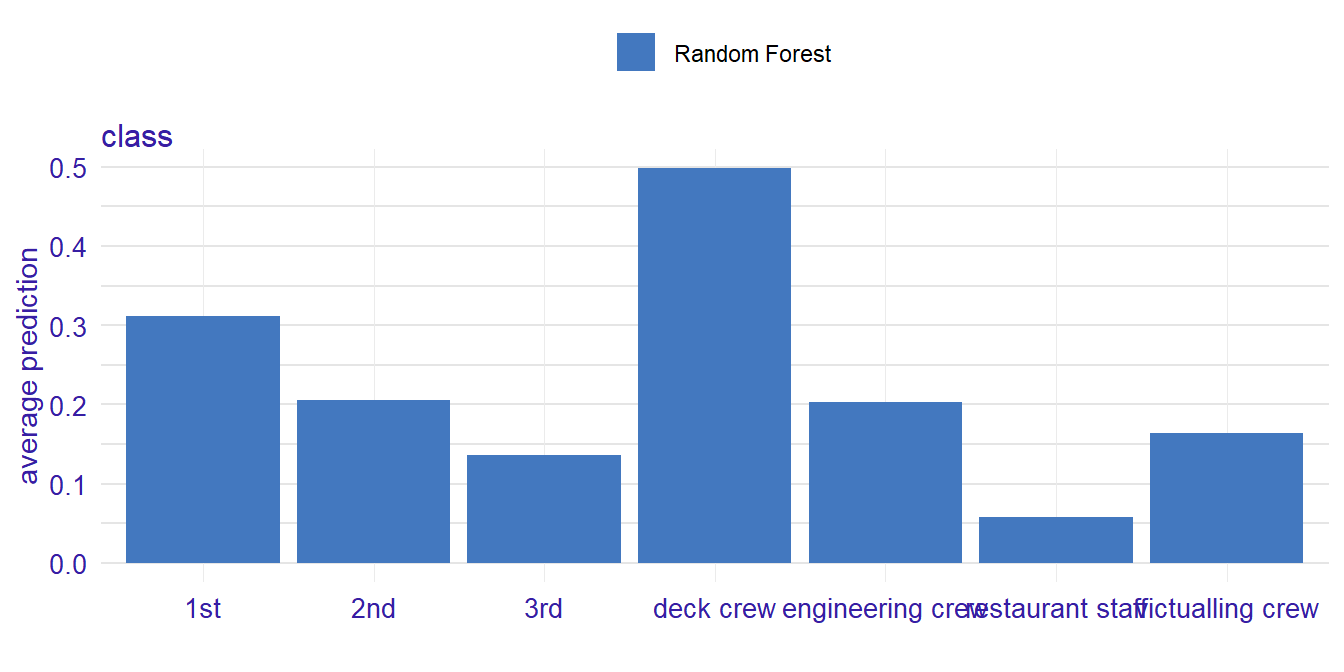 Random Forest
class
average prediction
0.5
0.4
0.3
0.2
0.1
0.0
1st 2nd 3rd deck crew engineering crew restaurant staff victualling crew